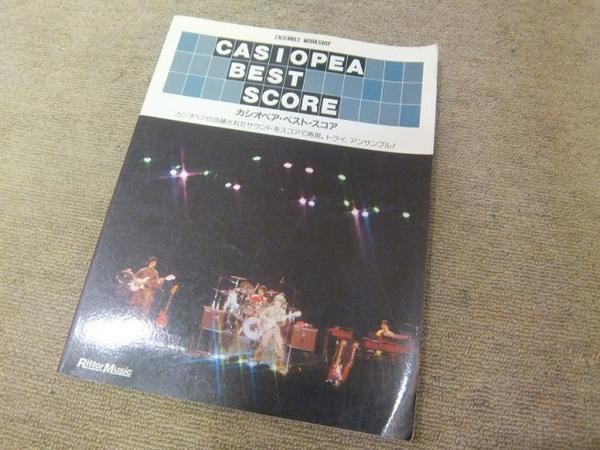 ENSEMBLE WORKSHOP
CASIOPEA
BEST
SCORE
カシオペア・ベスト・スコア
カシオペアの洗練されたサウンドをスコアで再現。トライ、アンサンブル!
RittorMusic